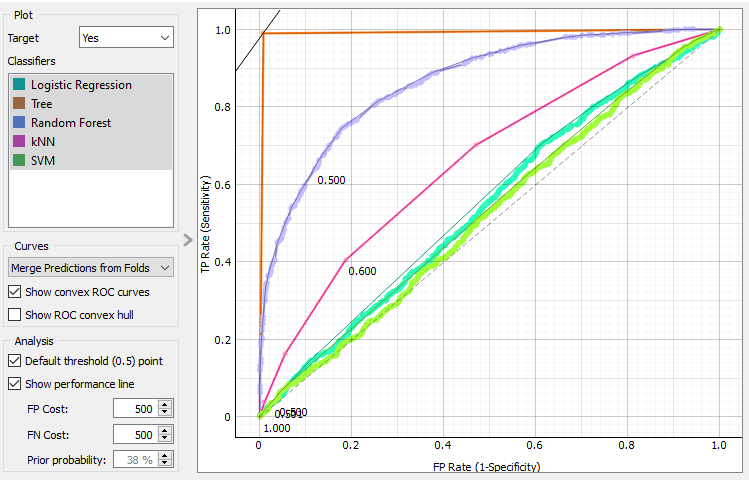 Plot
Target Yes
Classifiers
Logistic Regression
Tree
Random Forest
kNN
SVM
Curves
Merge Predictions from Folds
Show convex ROC curves
Show ROC convex hull
Analysis
Default threshold (0.5) point
Show performance line
FP Cost: 500
FN Cost: 500
Prior probability: 38 %
TP Rate (Sensitivity)
1.0
0.8
0.6
0.4
0.2
0
0.500
0.600
0.500
1.000
0 0.2 0.4 0.6 0.8 1.0
FP Rate (1-Specificity)